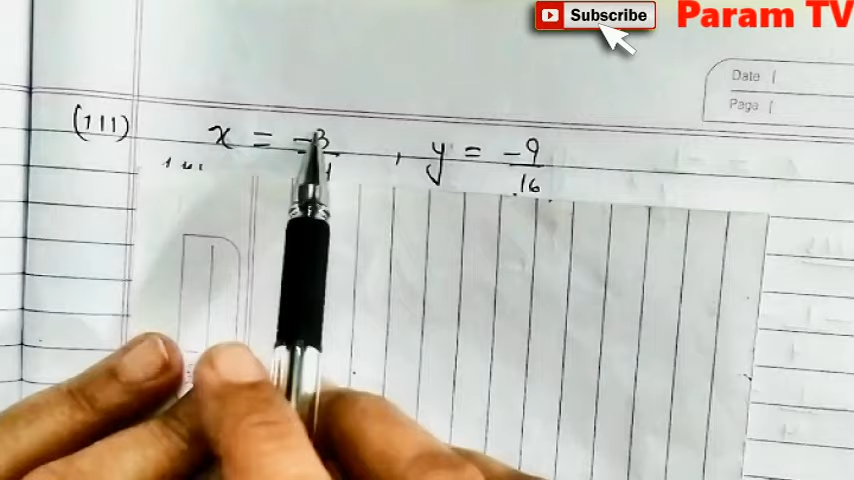 Subscribe
Param TV
Date
Page
(111) x = -3 , y = -9
16